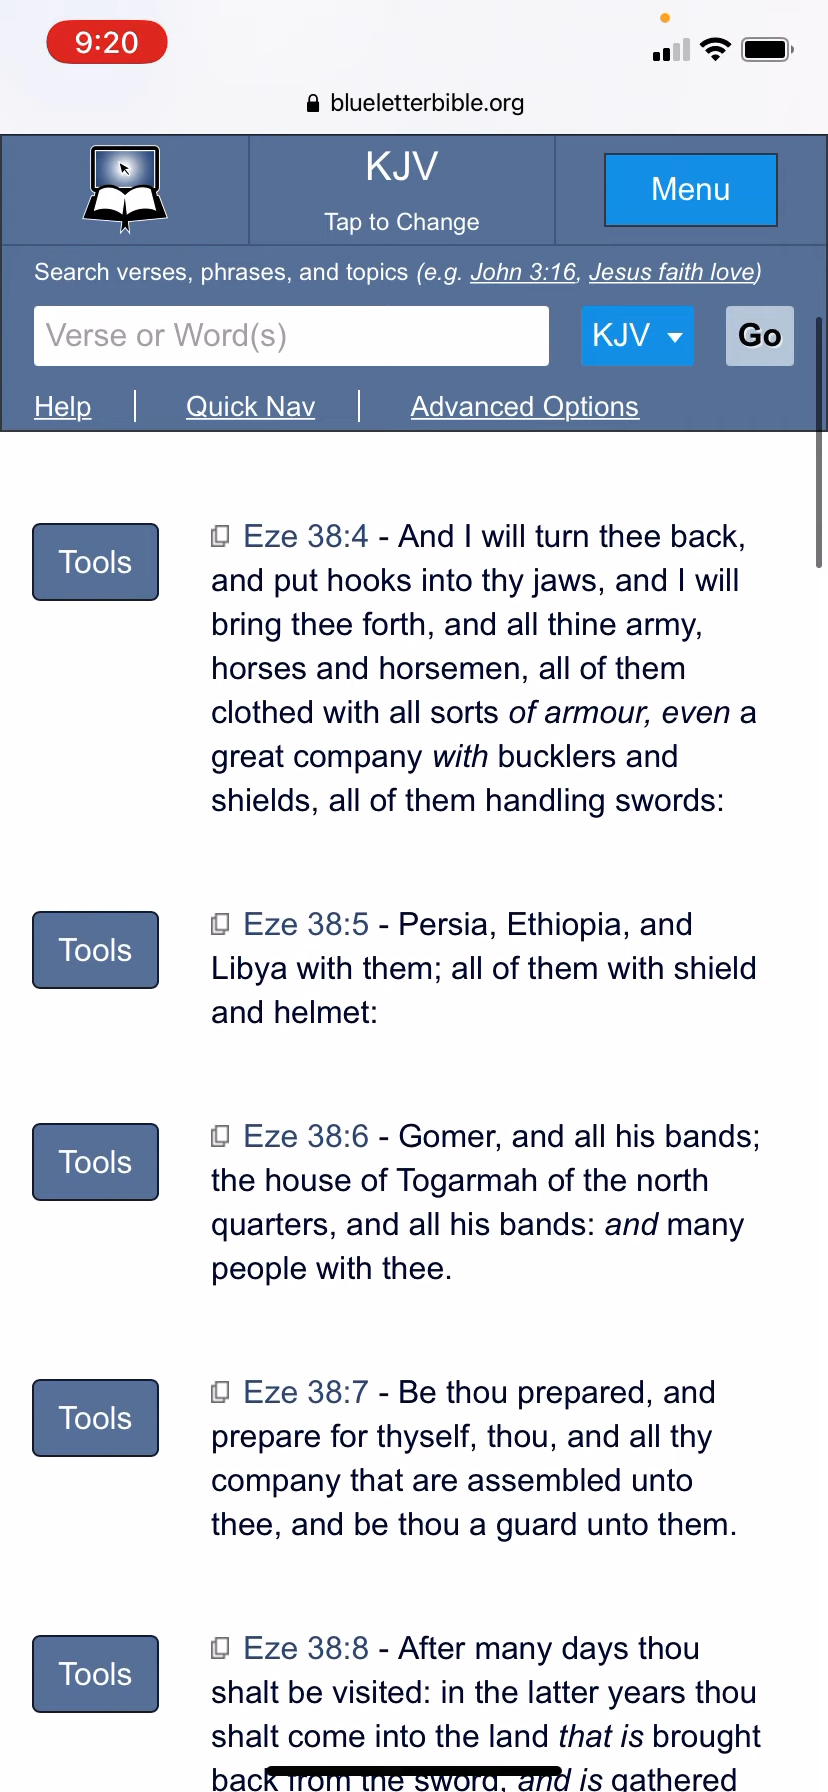 9:20
blueletterbible.org
KJV
Tap to Change
Menu
Search verses, phrases, and topics (e.g. John 3:16, Jesus faith love)
Verse or Word(s)
KJV
Go
Help
Quick Nav
Advanced Options
Tools
Eze 38:4 - And I will turn thee back,
and put hooks into thy jaws, and I will
bring thee forth, and all thine army,
horses and horsemen, all of them
clothed with all sorts of armour, even a
great company with bucklers and
shields, all of them handling swords:
Tools
Eze 38:5 - Persia, Ethiopia, and
Libya with them; all of them with shield
and helmet:
Tools
Eze 38:6 - Gomer, and all his bands;
the house of Togarmah of the north
quarters, and all his bands: and many
people with thee.
Tools
Eze 38:7 - Be thou prepared, and
prepare for thyself, thou, and all thy
company that are assembled unto
thee, and be thou a guard unto them.
Tools
Eze 38:8 - After many days thou
shalt be visited: in the latter years thou
shalt come into the land that is brought
back from the sword, and is gathered